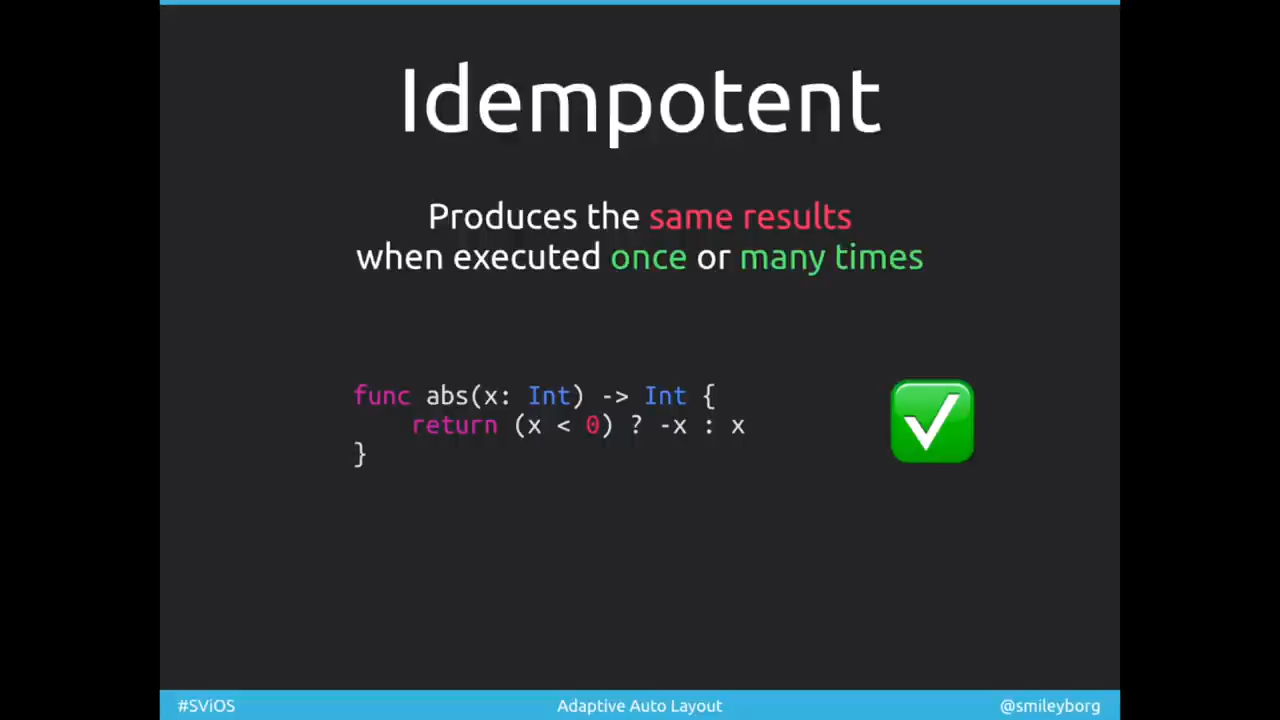 Idempotent
Produces the same results
when executed once or many times
func abs(x: Int) -> Int {
    return (x < 0) ? -x : x
}
#SViOS
Adaptive Auto Layout
@smileyborg